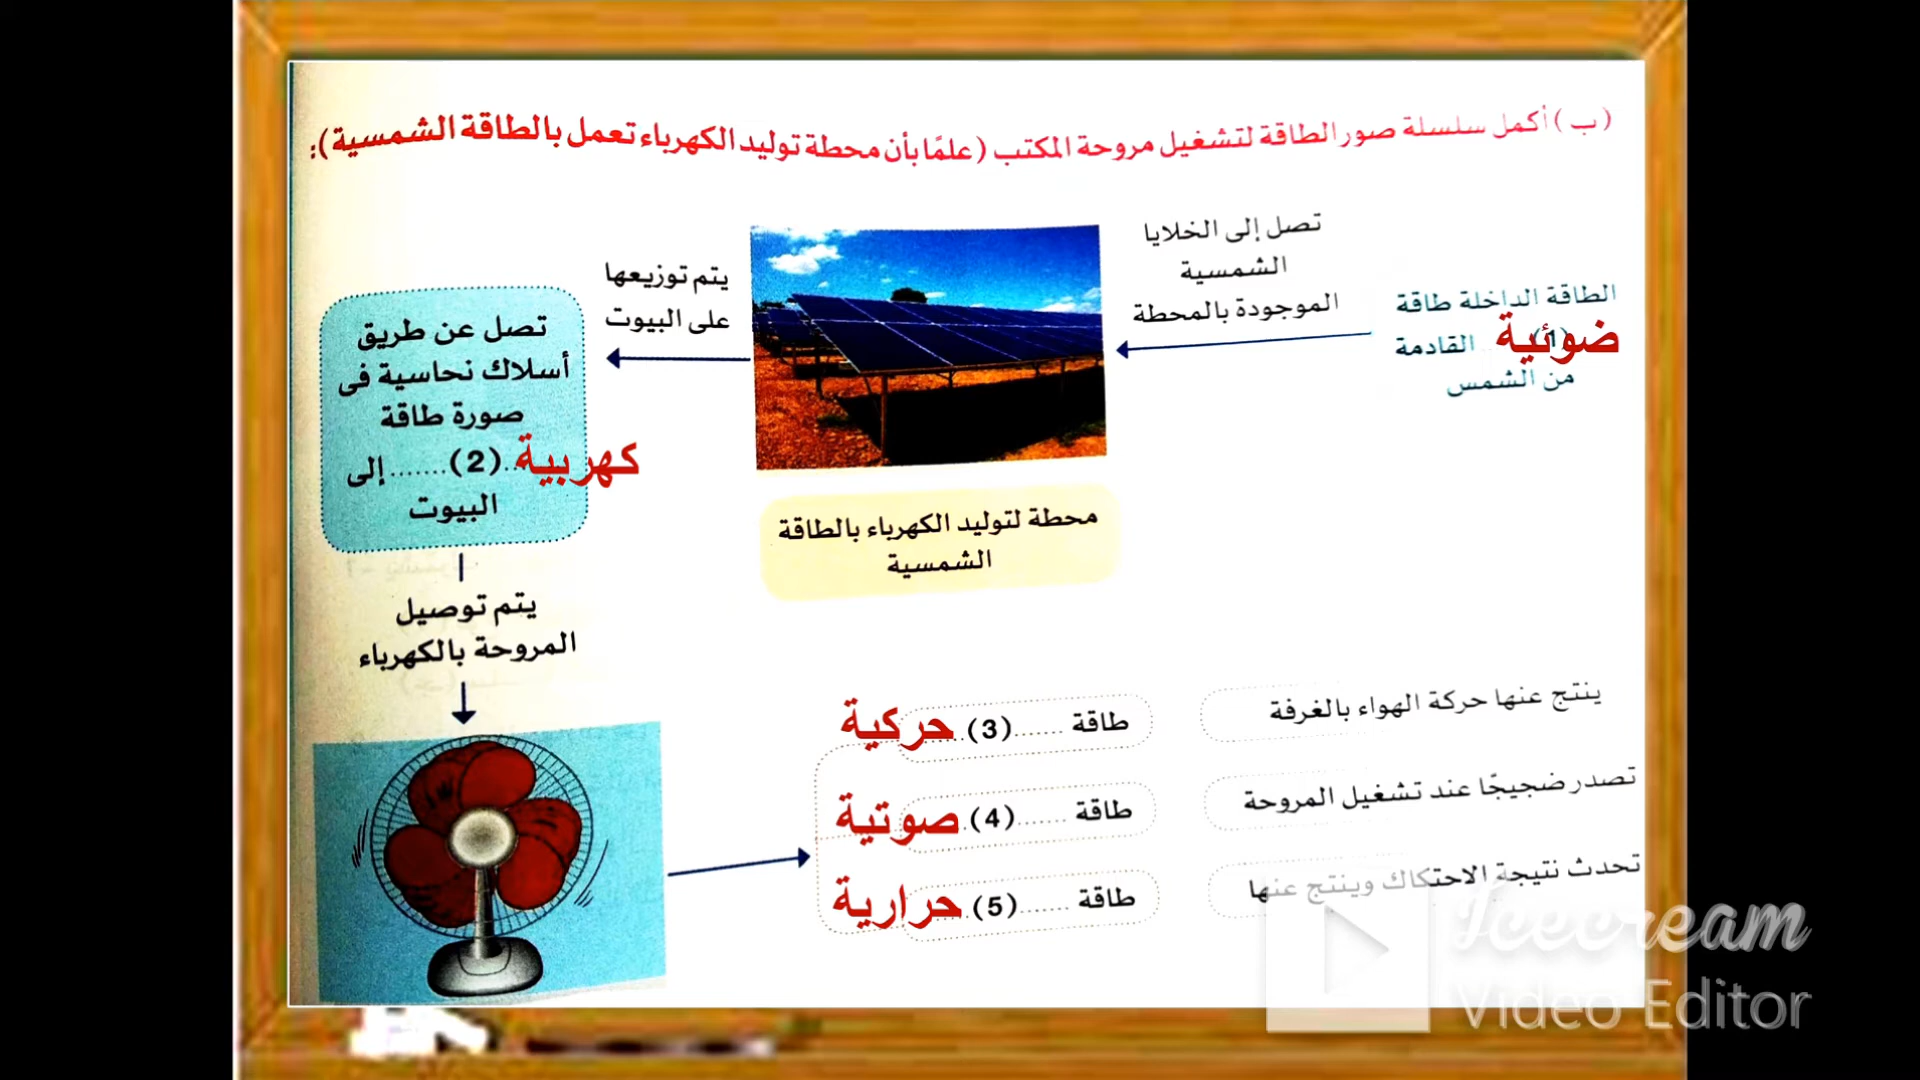 (ب) أكمل سلسلة صور الطاقة لتشغيل مروحة المكتب (علمًا بأن محطة توليد الكهرباء تعمل بالطاقة الشمسية):
الطاقة الداخلة طاقة
(1) ضوئية القادمة
من الشمس
تصل إلى الخلايا
الشمسية
الموجودة بالمحطة
محطة لتوليد الكهرباء بالطاقة
الشمسية
يتم توزيعها
على البيوت
تصل عن طريق
أسلاك نحاسية فى
صورة طاقة
كهربية ..(2)....... إلى
البيوت
يتم توصيل
المروحة بالكهرباء
طاقة ......(3) حركية
ينتج عنها حركة الهواء بالغرفة
طاقة ......(4) صوتية
تصدر ضجيجًا عند تشغيل المروحة
طاقة ......(5) حرارية
تحدث نتيجة الاحتكاك وينتج عنها
Icecream
Video Editor